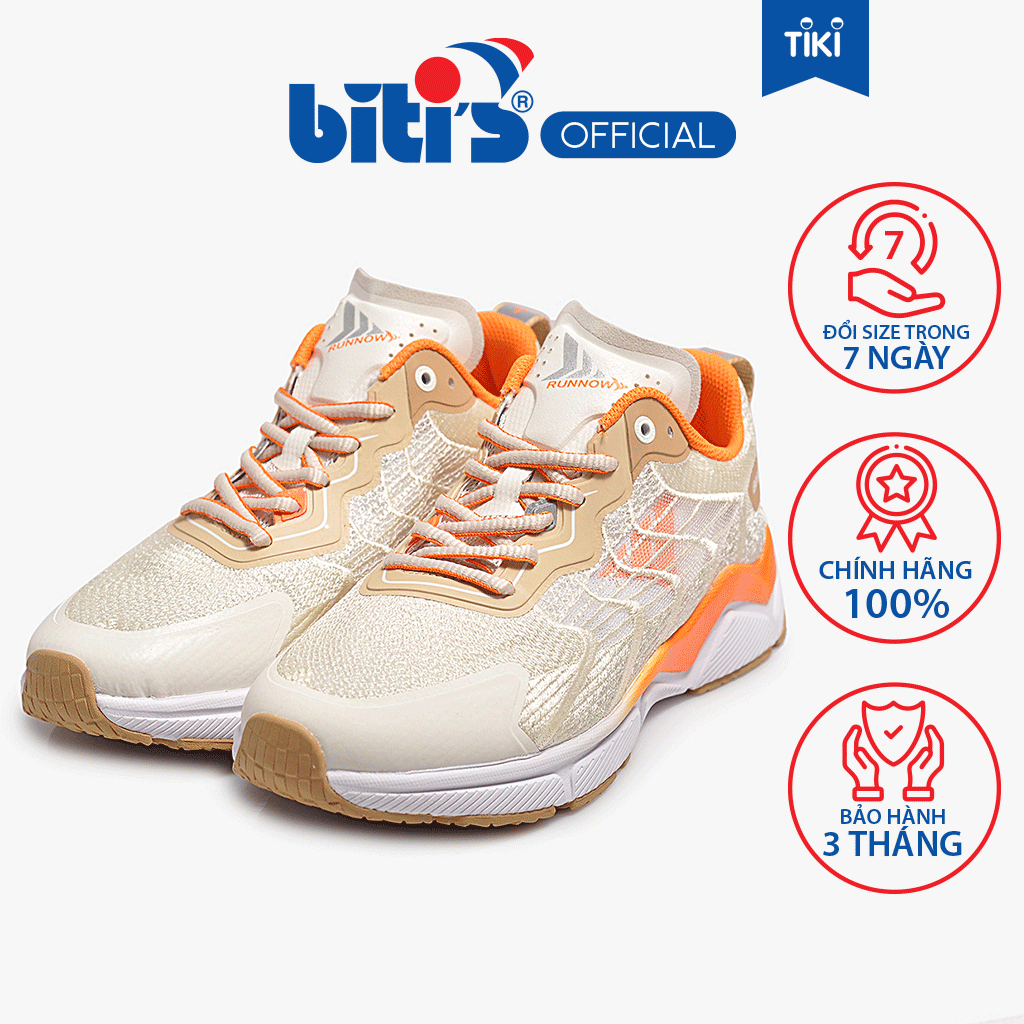 TIKI
biti's®
OFFICIAL
7
ĐỔI SIZE TRONG
7 NGÀY
RUNNOW
RUNNOW
CHÍNH HÃNG
100%
BẢO HÀNH
3 THÁNG